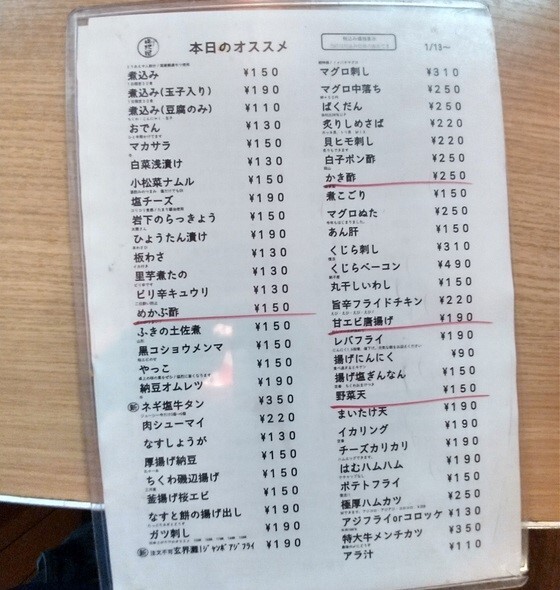 本日のオススメ
1/13〜
煮込み ¥150
煮込み(玉子入り) ¥190
煮込み(豆腐のみ) ¥110
おでん ¥130
マカサラ ¥150
白菜浅漬け ¥130
小松菜ナムル ¥150
塩チーズ ¥190
岩下のらっきょう ¥150
ひょうたん漬け ¥190
板わさ ¥130
里芋煮たの ¥130
ピリ辛キュウリ ¥130
めかぶ酢 ¥150
ふきの土佐煮 ¥150
黒コショウメンマ ¥150
やっこ ¥150
納豆オムレツ ¥190
ネギ塩牛タン ¥350
肉シューマイ ¥220
なすしょうが ¥130
厚揚げ納豆 ¥150
ちくわ磯辺揚げ ¥150
釜揚げ桜エビ ¥150
なすと餅の揚げ出し ¥190
ガツ刺し ¥190
玄界灘!ジャンボアジフライ ¥190
マグロ刺し ¥310
マグロ中落ち ¥250
ばくだん ¥250
炙りしめさば ¥220
貝ヒモ刺し ¥220
白子ポン酢 ¥250
かき酢 ¥250
煮こごり ¥150
マグロぬた ¥250
あん肝 ¥150
くじら刺し ¥310
くじらベーコン ¥490
丸干しいわし ¥150
旨辛フライドチキン ¥220
甘エビ唐揚げ ¥190
レバフライ ¥190
揚げにんにく ¥90
揚げ塩ぎんなん ¥150
野菜天 ¥150
まいたけ天 ¥190
イカリング ¥190
チーズカリカリ ¥190
はむハムハム ¥190
ポテトフライ ¥150
極厚ハムカツ ¥250
アジフライorコロッケ ¥130
特大牛メンチカツ ¥350
アラ汁 ¥110